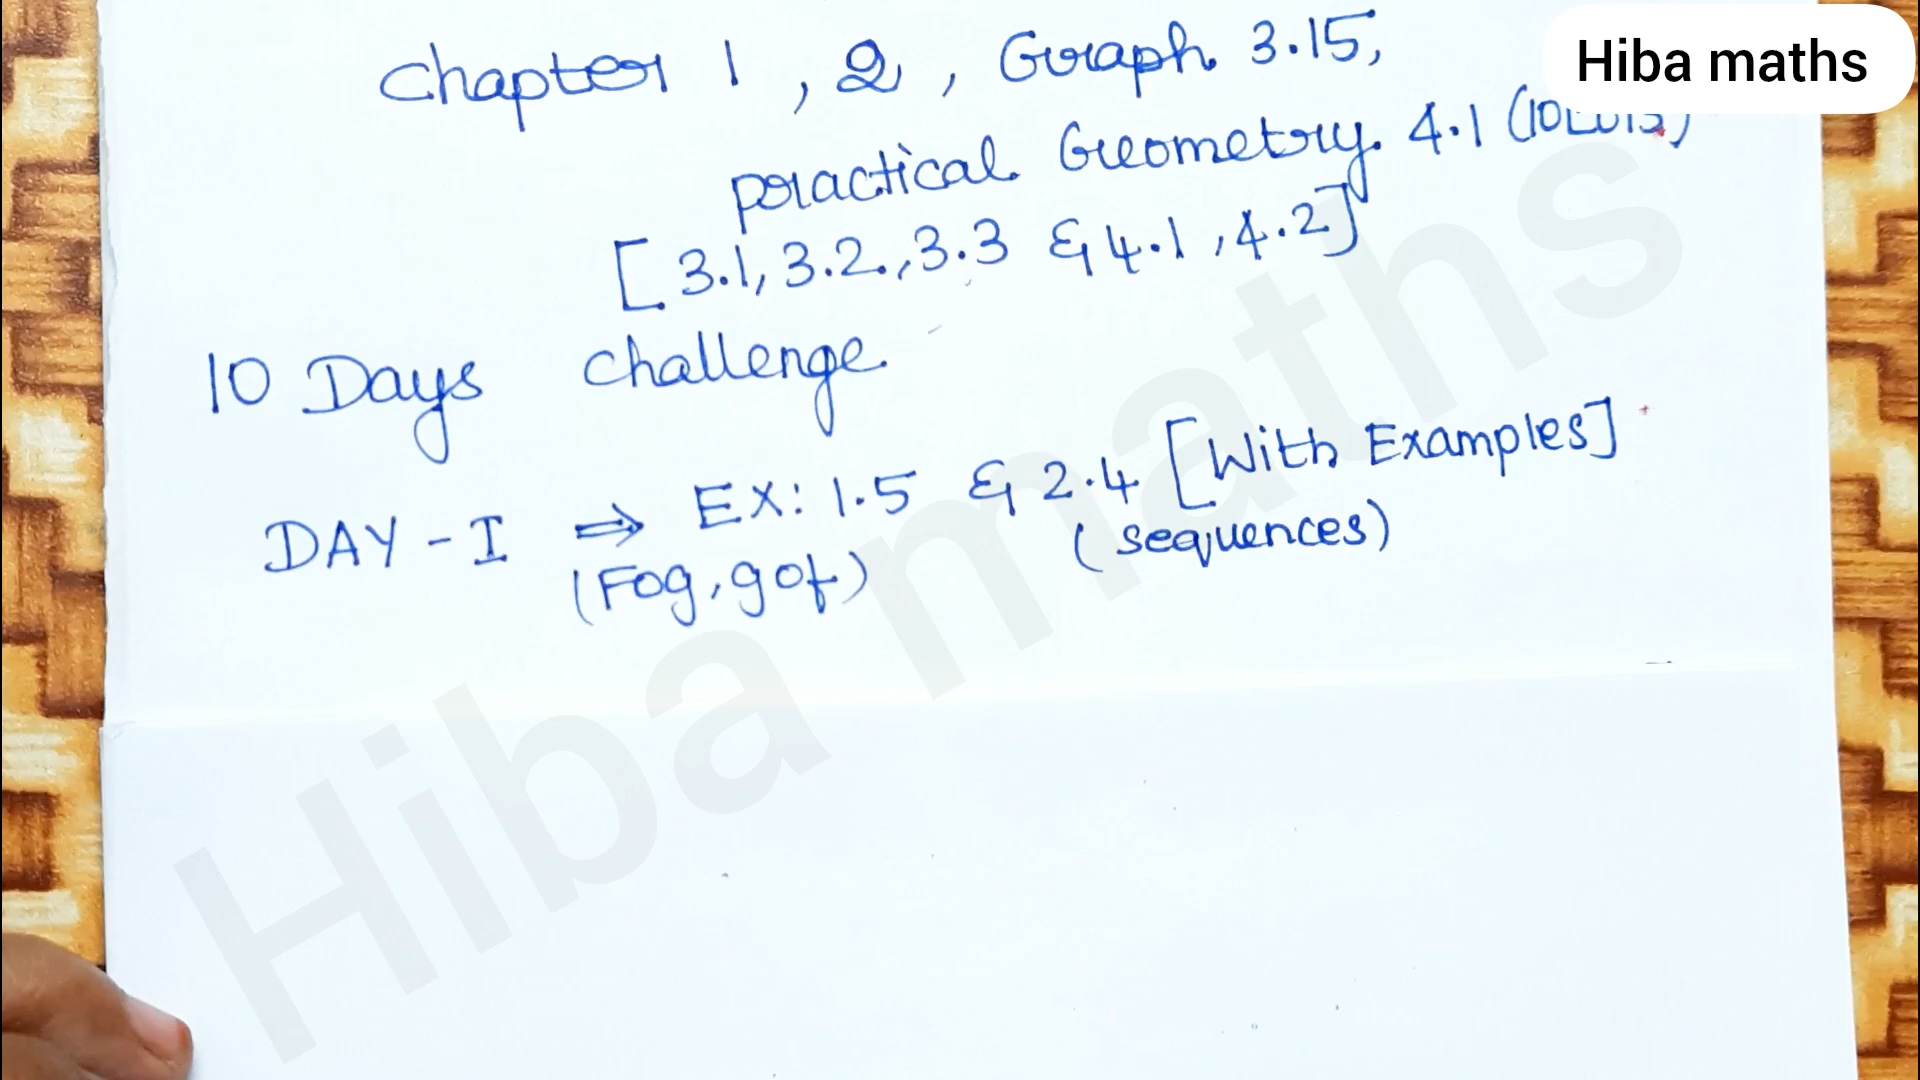 Hiba maths
Chapter 1, 2, Graph 3.15,
practical Geometry. 4.1
[3.1, 3.2, 3.3 & 4.1, 4.2]
10 Days challenge
DAY - I ⇒ EX: 1.5 & 2.4 [With Examples]
(Fog, gof) (sequences)
Hiba maths